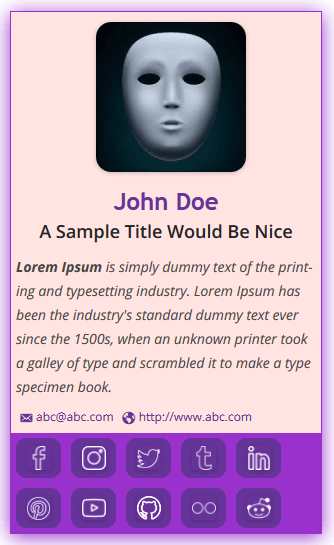 John Doe
A Sample Title Would Be Nice
Lorem Ipsum is simply dummy text of the print-
ing and typesetting industry. Lorem Ipsum has
been the industry's standard dummy text ever
since the 1500s, when an unknown printer took
a galley of type and scrambled it to make a type
specimen book.
abc@abc.com http://www.abc.com